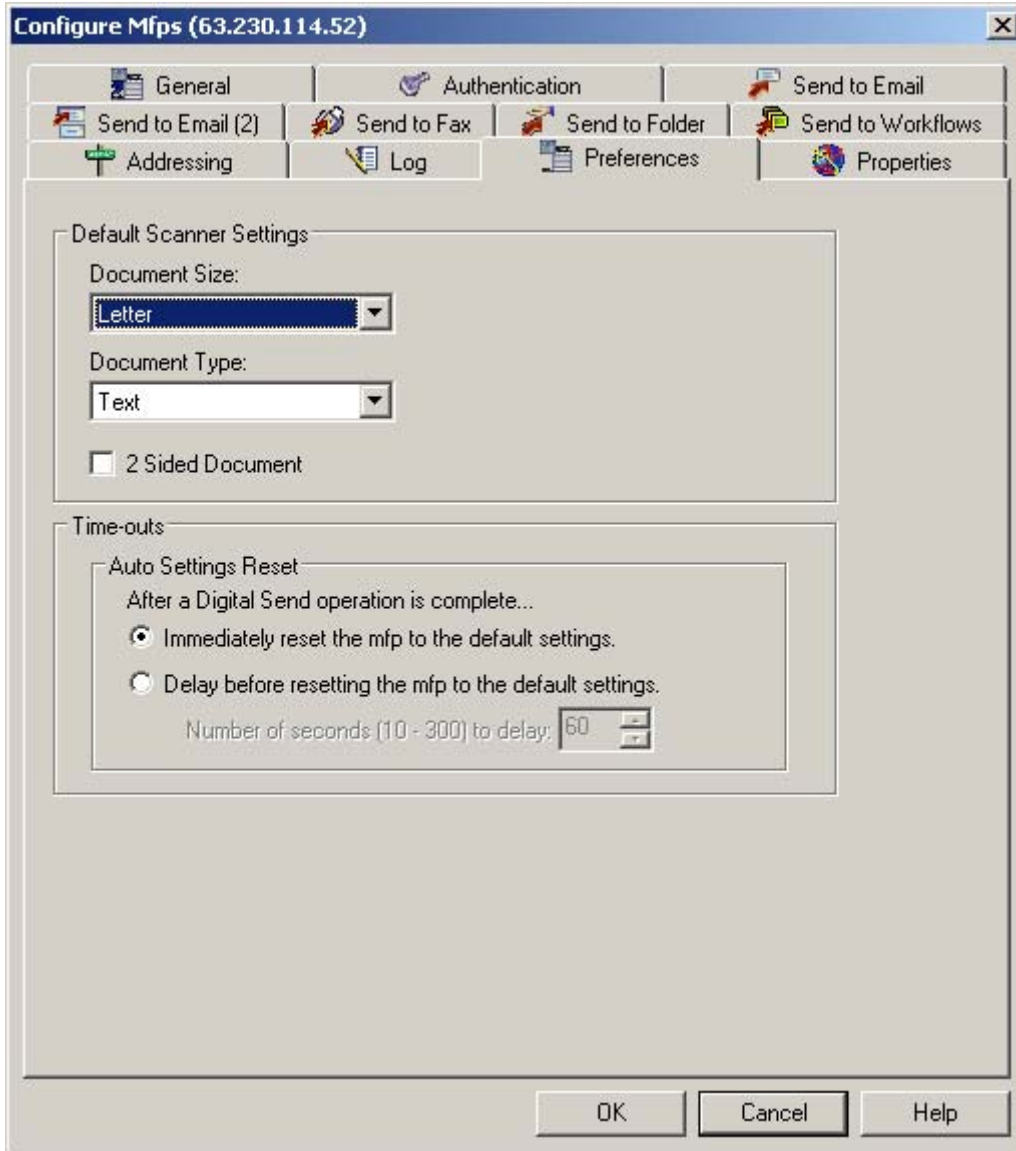 Configure Mfps (63.230.114.52)
General Authentication Send to Email
Send to Email (2) Send to Fax Send to Folder Send to Workflows
Addressing Log Preferences Properties
Default Scanner Settings
Document Size:
Letter
Document Type:
Text
2 Sided Document
Time-outs
Auto Settings Reset
After a Digital Send operation is complete...
Immediately reset the mfp to the default settings.
Delay before resetting the mfp to the default settings.
Number of seconds (10 - 300) to delay: 60
OK Cancel Help